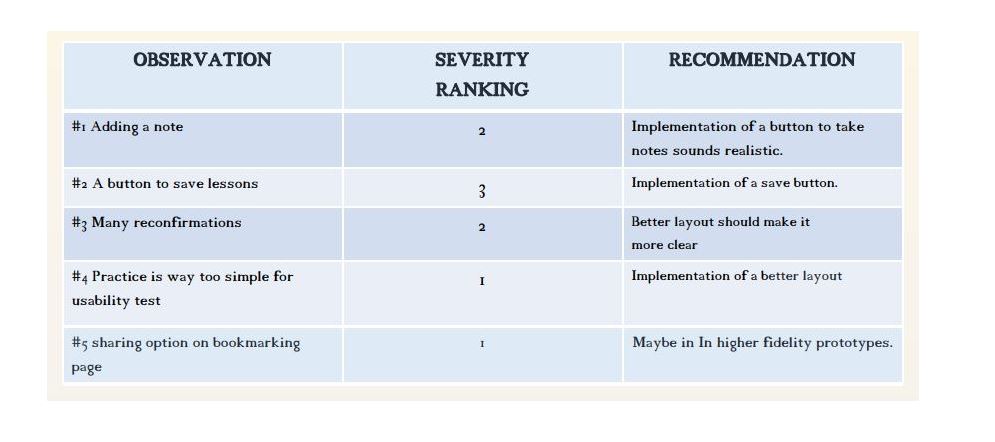 OBSERVATION
SEVERITY
RANKING
RECOMMENDATION
#1 Adding a note
2
Implementation of a button to take
notes sounds realistic.
#2 A button to save lessons
3
Implementation of a save button.
#3 Many reconfirmations
2
Better layout should make it
more clear
#4 Practice is way too simple for
usability test
1
Implementation of a better layout
#5 sharing option on bookmarking
page
1
Maybe in In higher fidelity prototypes.